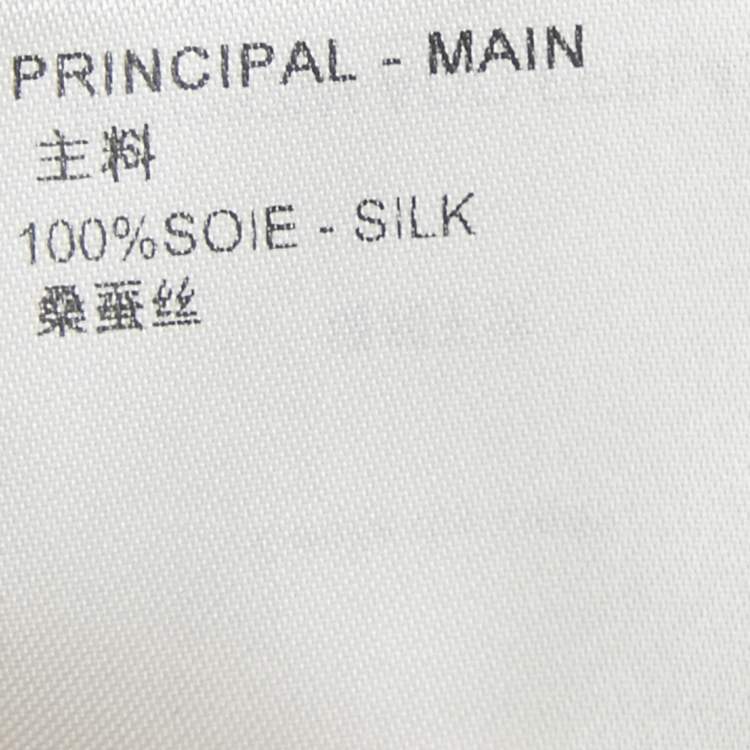 PRINCIPAL - MAIN
主料
100%SOIE - SILK
桑蚕丝